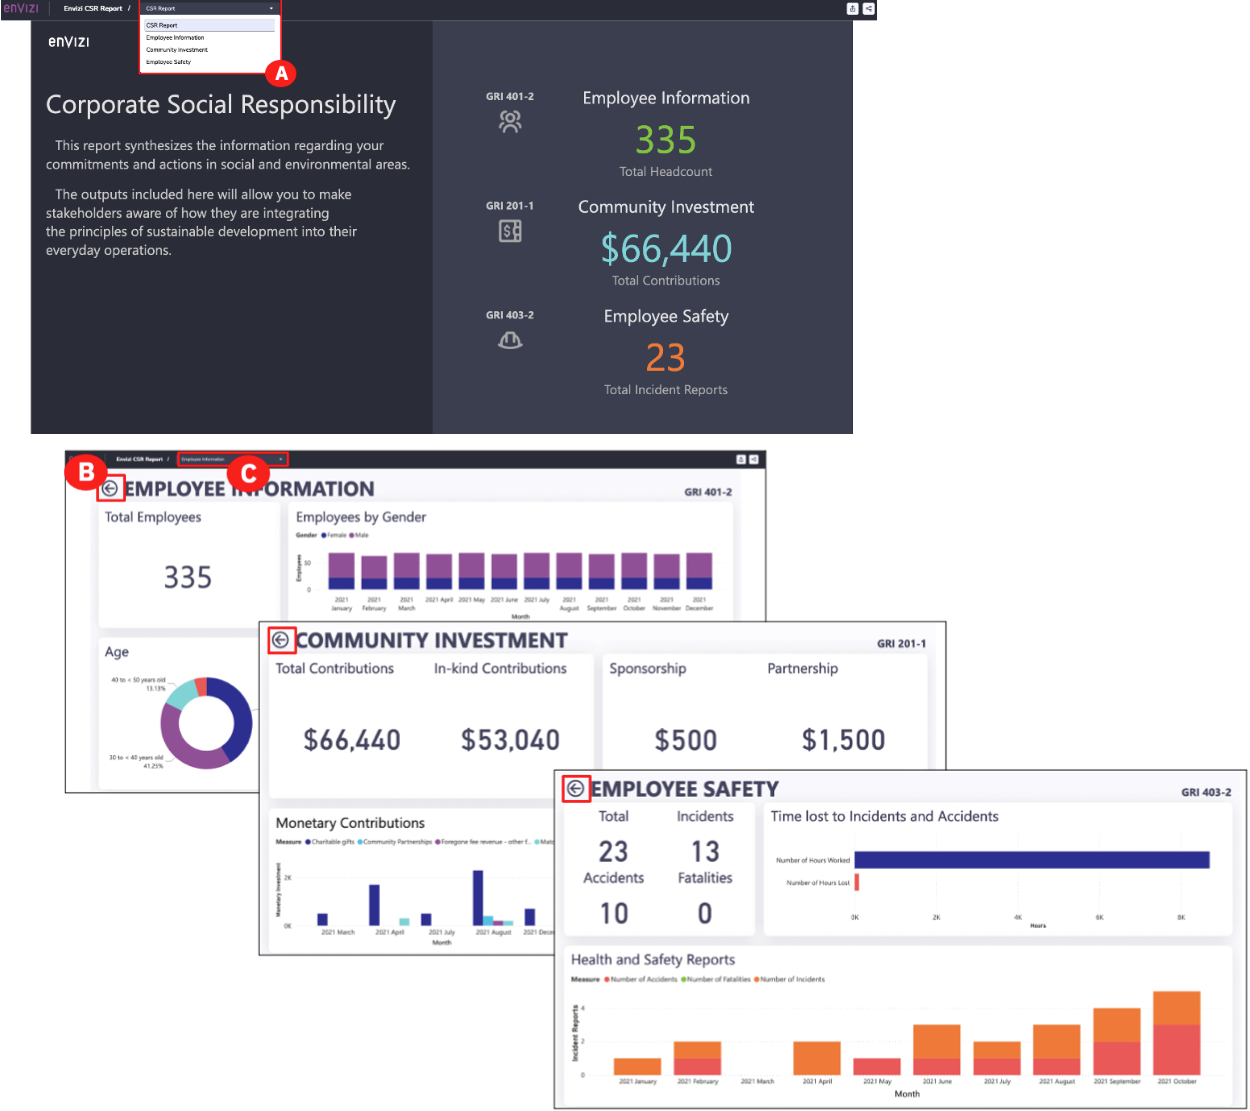 envizi
Envizi CSR Report /
CSR Report
CSR Report
Employee Information
Community Investment
Employee Safety
A
envizi
Corporate Social Responsibility
This report synthesizes the information regarding your
commitments and actions in social and environmental areas.
The outputs included here will allow you to make
stakeholders aware of how they are integrating
the principles of sustainable development into their
everyday operations.
GRI 401-2
Employee Information
335
Total Headcount
GRI 201-1
Community Investment
$66,440
Total Contributions
GRI 403-2
Employee Safety
23
Total Incident Reports
B
Envizi CSR Report /
Employee Information
C
EMPLOYEE INFORMATION
GRI 401-2
Total Employees
335
Employees by Gender
Gender Female Male
Employees
50
0
2021 January
2021 February
2021 March
2021 April
2021 May
2021 June
2021 July
2021 August
2021 September
2021 October
2021 November
2021 December
Month
Age
40 to < 50 years old
13.13%
30 to < 40 years old
41.25%
COMMUNITY INVESTMENT
GRI 201-1
Total Contributions
$66,440
In-kind Contributions
$53,040
Sponsorship
$500
Partnership
$1,500
Monetary Contributions
Measure Charitable gifts Community Partnerships Foregone fee revenue - other f... Matc
Monetary Investment
2K
0K
2021 March
2021 April
2021 July
2021 August
2021 Dece
Month
EMPLOYEE SAFETY
GRI 403-2
Total
23
Incidents
13
Accidents
10
Fatalities
0
Time lost to Incidents and Accidents
Number of Hours Worked
Number of Hours Lost
0K 2K 4K 6K 8K
Hours
Health and Safety Reports
Measure Number of Accidents Number of Fatalities Number of Incidents
Incident Reports
4
2
0
2021 January
2021 February
2021 March
2021 April
2021 May
2021 June
2021 July
2021 August
2021 September
2021 October
Month